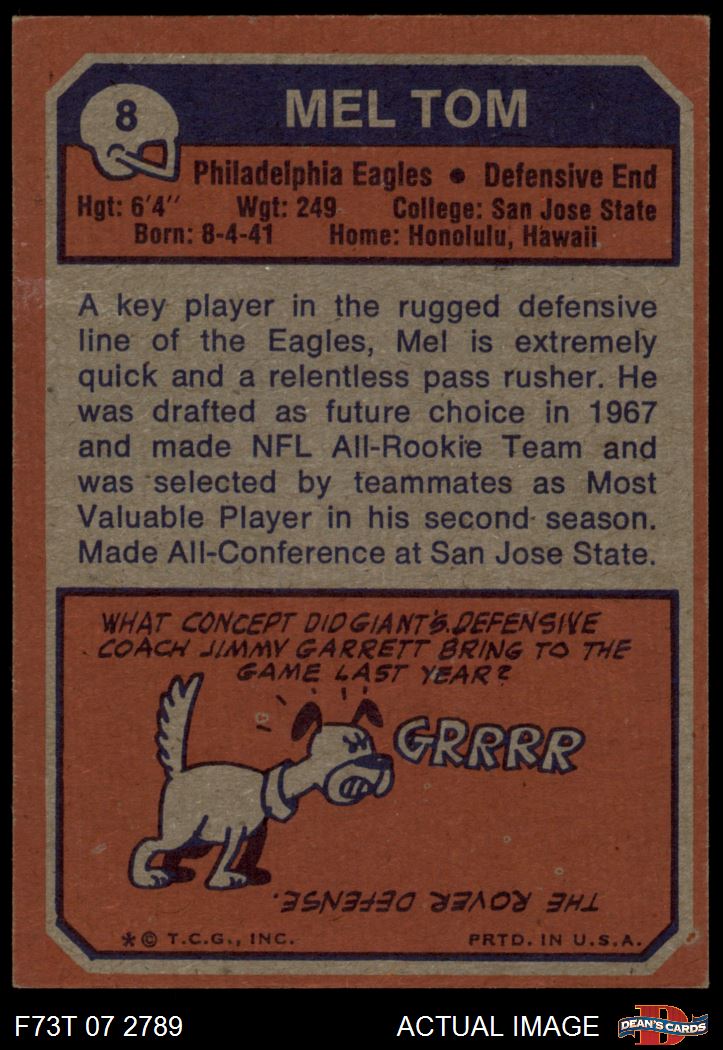 8
MEL TOM
Philadelphia Eagles • Defensive End
Hgt: 6'4" Wgt: 249 College: San Jose State
Born: 8-4-41 Home: Honolulu, Hawaii
A key player in the rugged defensive
line of the Eagles, Mel is extremely
quick and a relentless pass rusher. He
was drafted as future choice in 1967
and made NFL All-Rookie Team and
was selected by teammates as Most
Valuable Player in his second season.
Made All-Conference at San Jose State.
WHAT CONCEPT DID GIANT'S DEFENSIVE
COACH JIMMY GARRETT BRING TO THE
GAME LAST YEAR?
GRRRR
THE ROVER DEFENSE.
* © T.C.G., INC. PRTD. IN U.S.A.
F73T 07 2789 ACTUAL IMAGE D DEAN'S CARDS